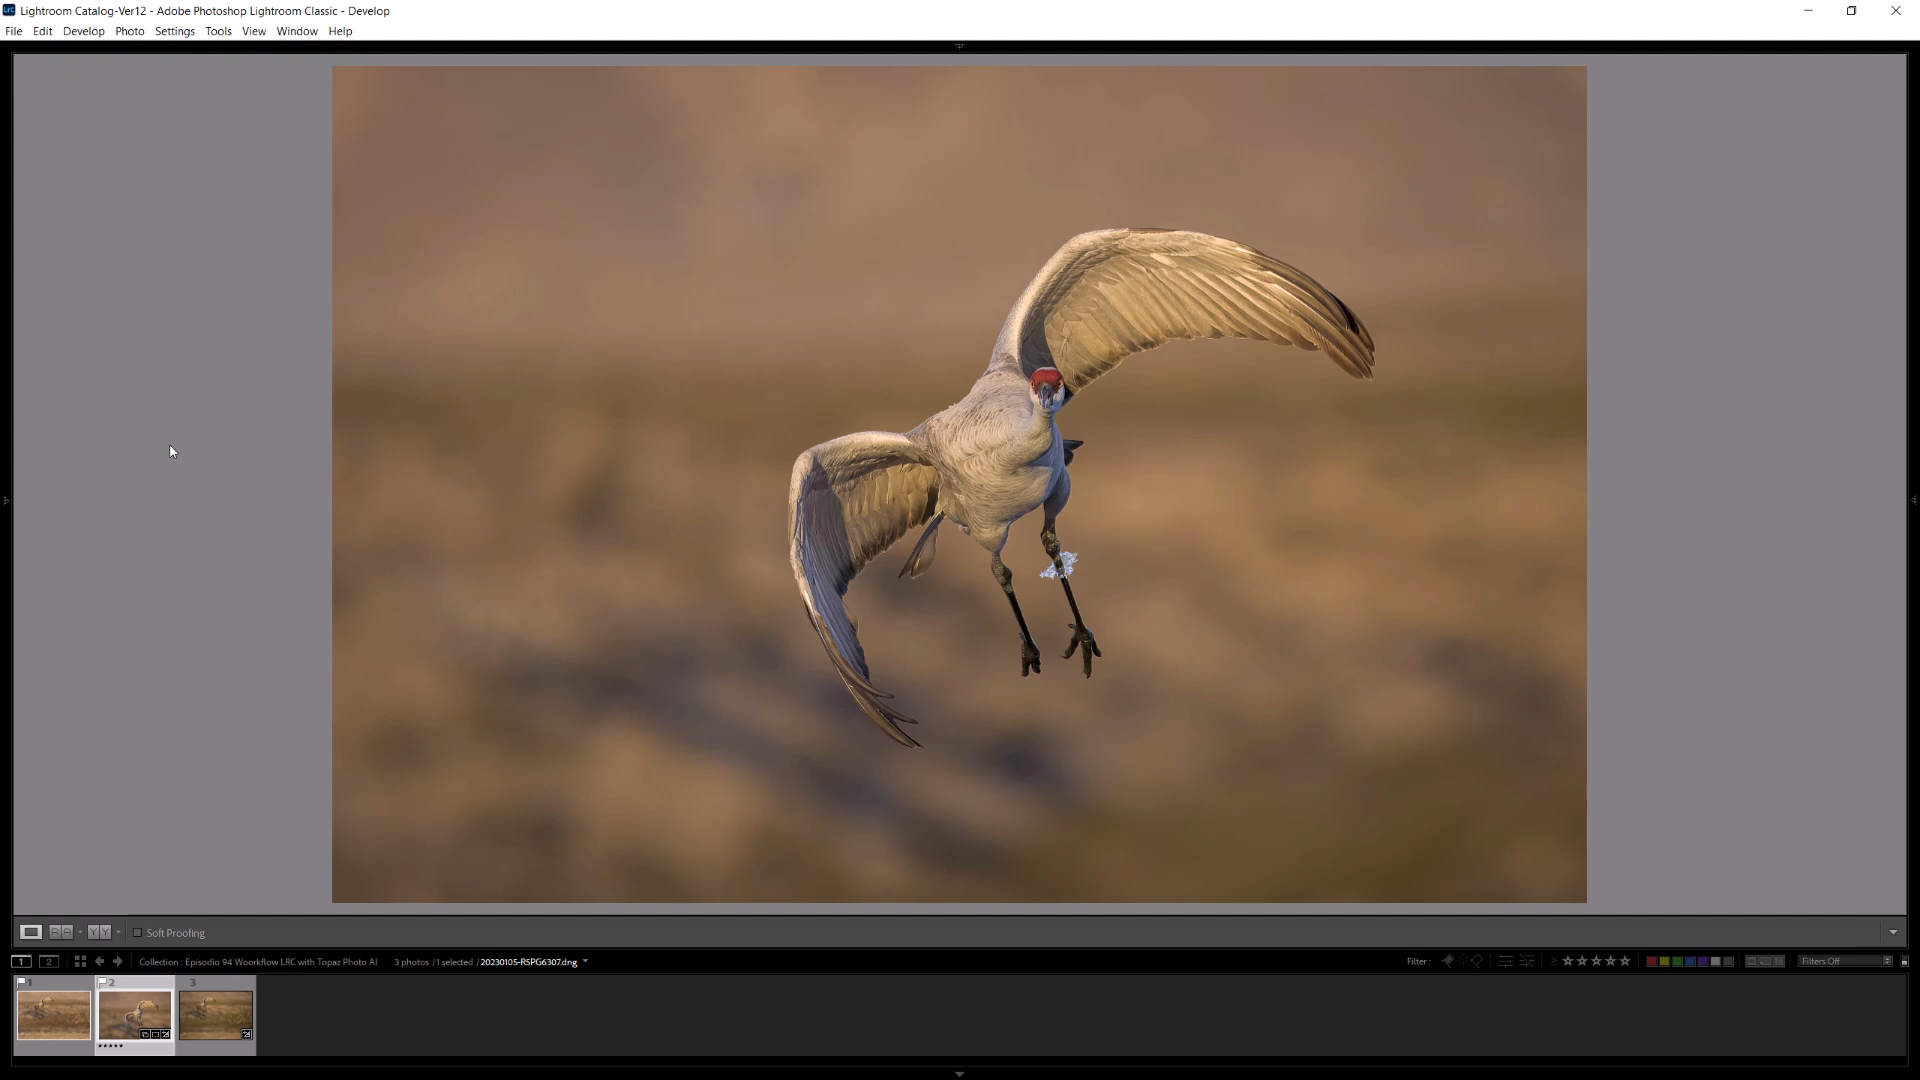 Lightroom Catalog-Ver12 - Adobe Photoshop Lightroom Classic - Develop
File Edit Develop Photo Settings Tools View Window Help
Soft Proofing
1 2 Collection : Episodio 94 Woorkflow LRC with Topaz Photo AI 3 photos / 1 selected / 20230105-RSPG6307.dng Filter : Filters Off
1 2 3